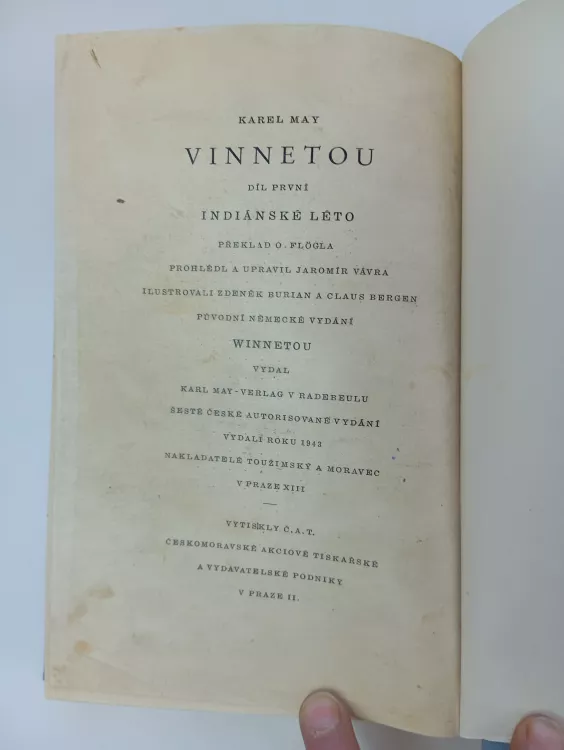 KAREL MAY
VINNETOU
DÍL PRVNÍ
INDIÁNSKÉ LÉTO
PŘEKLAD O. FLÖGLA
PROHLÉDL A UPRAVIL JAROMÍR VÁVRA
ILUSTROVALI ZDENĚK BURIAN A CLAUS BERGEN
PŮVODNÍ NĚMECKÉ VYDÁNÍ
WINNETOU
VYDAL
KARL MAY-VERLAG V RADEBEULU
ŠESTÉ ČESKÉ AUTORISOVANÉ VYDÁNÍ
VYDALI ROKU 1943
NAKLADATELÉ TOUŽIMSKÝ A MORAVEC
V PRAZE XIII
—
VYTISKLY Č.A.T.
ČESKOMORAVSKÉ AKCIOVÉ TISKAŘSKÉ
A VYDAVATELSKÉ PODNIKY
V PRAZE II.